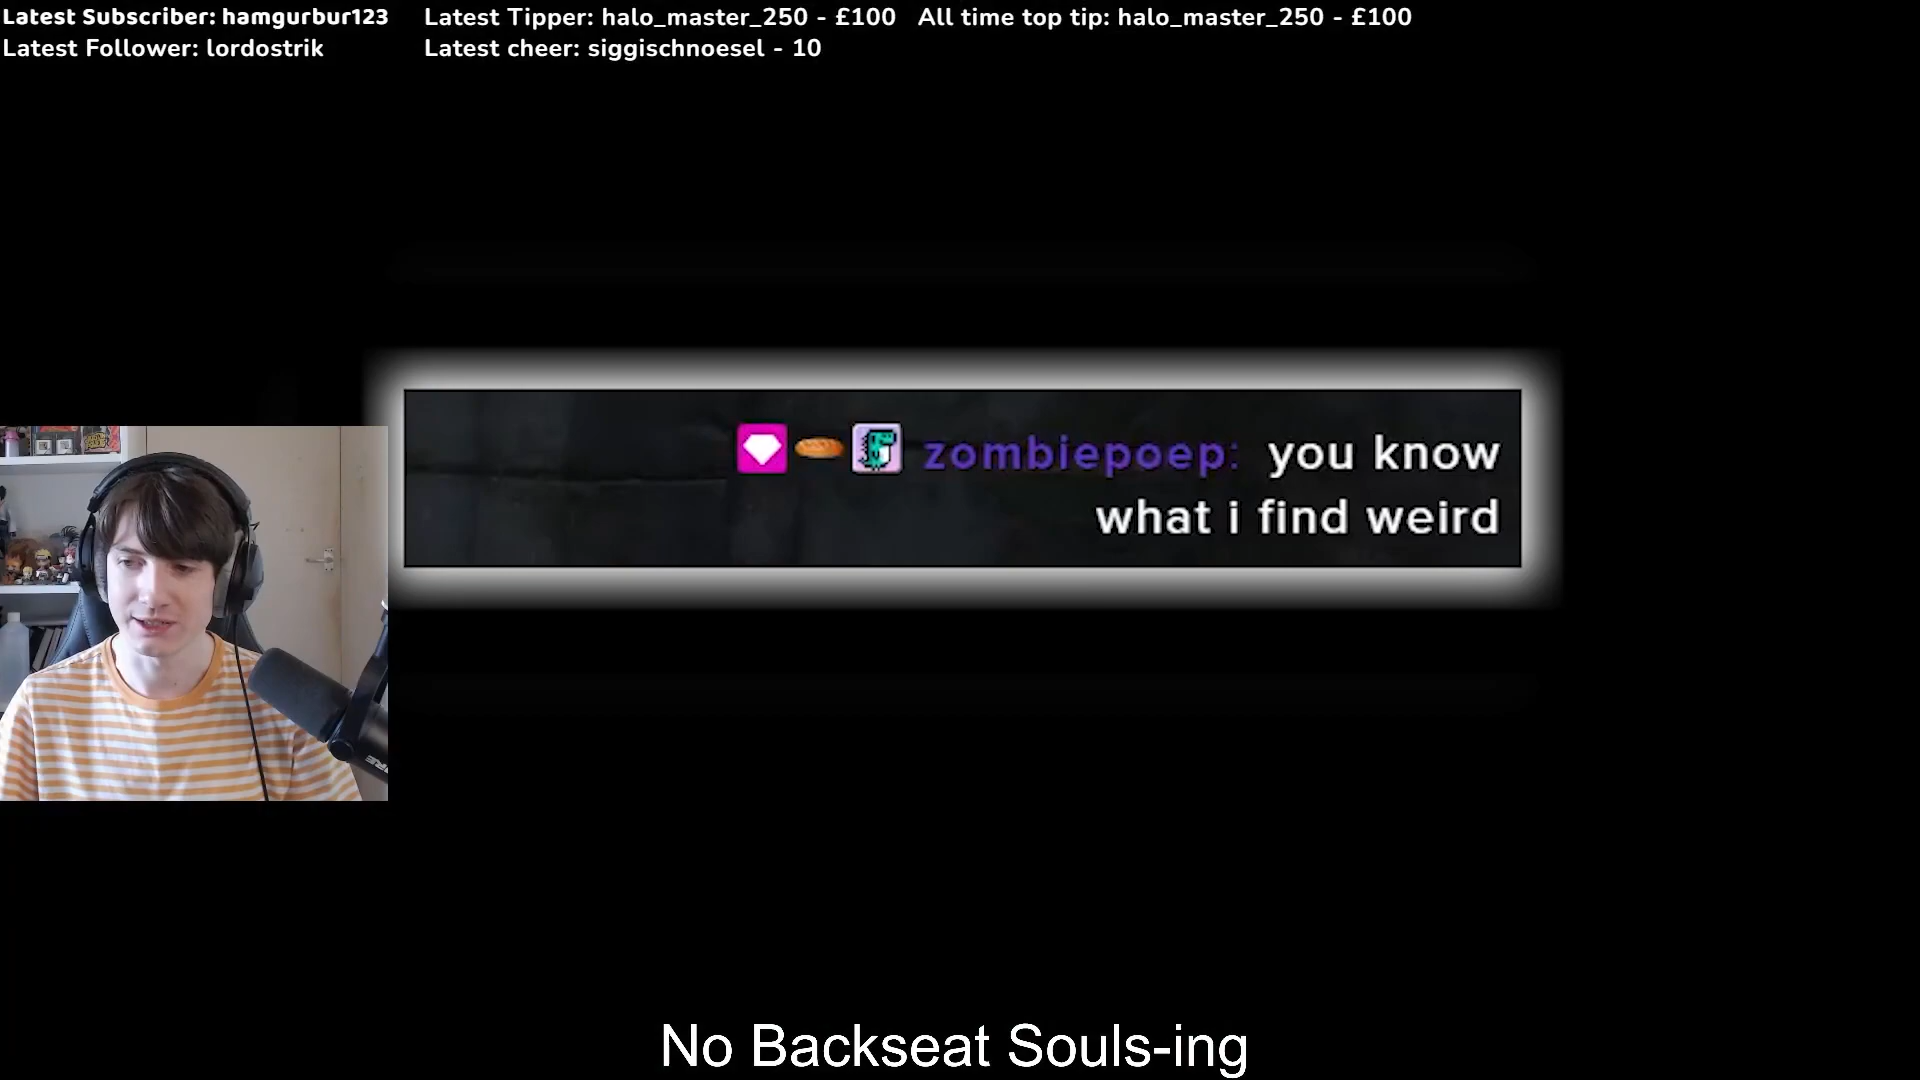 Latest Subscriber: hamgurbur123
Latest Follower: lordostrik
Latest Tipper: halo_master_250 - £100
All time top tip: halo_master_250 - £100
Latest cheer: siggischnoesel - 10
zombiepoep: you know
what i find weird
No Backseat Souls-ing